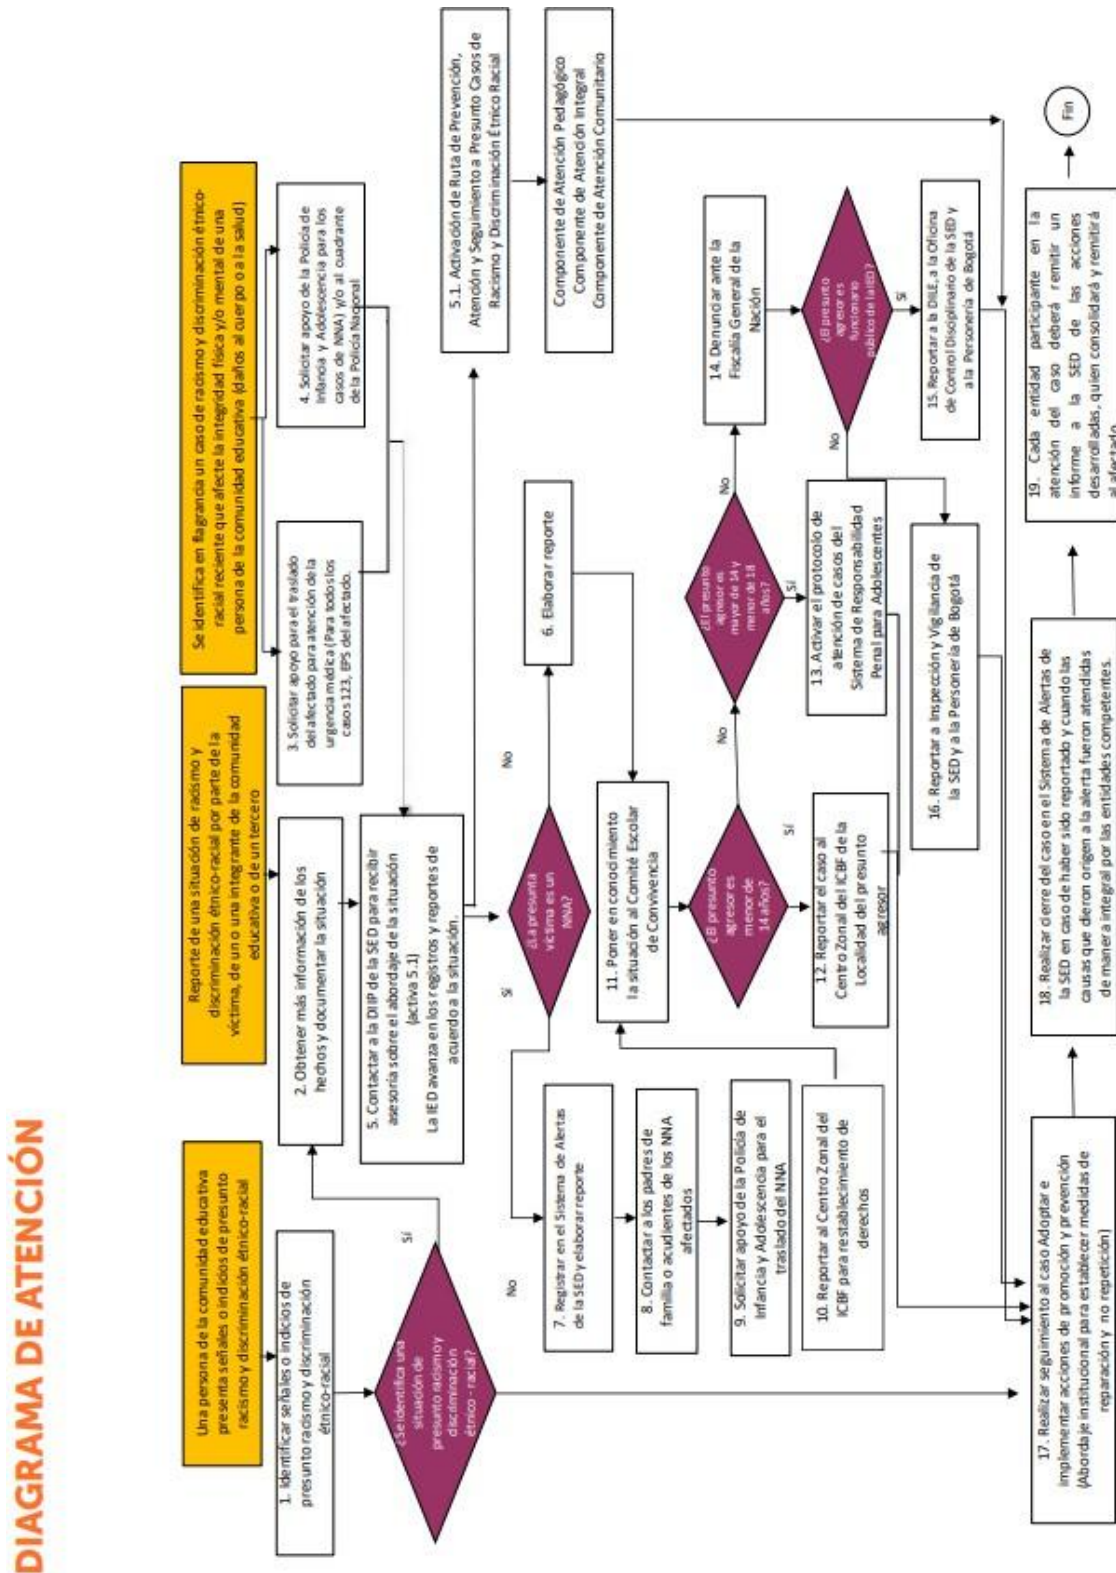 DIAGRAMA DE ATENCIÓN
Una persona de la comunidad educativa
presenta señales o indicios de presunto
racismo y discriminación étnico-racial
Reporte de una situación de racismo y
discriminación étnico-racial por parte de la
víctima, de un o una integrante de la comunidad
educativa o de un tercero
Se identifica en flagrancia un caso de racismo y discriminación étnico-
racial reciente que afecte la integridad física y/o mental de una
persona de la comunidad educativa (daños al cuerpo o a la salud)
1. Identificar señales o indicios de
presunto racismo y discriminación
étnico-racial
2. Obtener más información de los
hechos y documentar la situación
3. Solicitar apoyo para el traslado
del afectado para atención de la
urgencia médica (Para todos los
casos 123, EPS del afectado.
4. Solicitar apoyo de la Policía de
Infancia y Adolescencia para los
casos de NNA) y/o al cuadrante
de la Policía Nacional
¿Se identifica una
situación de
presunto racismo y
discriminación
étnico - racial?
Sí
No
5. Contactar a la DIIP de la SED para recibir
asesoría sobre el abordaje de la situación
(activa 5.1)
La IED avanza en los registros y reportes de
acuerdo a la situación.
5.1. Activación de Ruta de Prevención,
Atención y Seguimiento a Presunto Casos de
Racismo y Discriminación Étnico Racial
Componente de Atención Pedagógico
Componente de Atención Integral
Componente de Atención Comunitario
¿La presunta
víctima es un
NNA?
Sí
No
6. Elaborar reporte
7. Registrar en el Sistema de Alertas
de la SED y elaborar reporte
8. Contactar a los padres de
familia o acudientes de los NNA
afectados
9. Solicitar apoyo de la Policía de
Infancia y Adolescencia para el
traslado del NNA
10. Reportar al Centro Zonal del
ICBF para restablecimiento de
derechos
11. Poner en conocimiento
la situación al Comité Escolar
de Convivencia
¿El presunto
agresor es
menor de
14 años?
No
Sí
12. Reportar el caso al
Centro Zonal del ICBF de la
Localidad del presunto
agresor
¿El presunto
agresor es
mayor de 14 y
menor de 18
años?
No
Sí
13. Activar el protocolo de
atención de casos del
Sistema de Responsabilidad
Penal para Adolescentes
14. Denunciar ante la
Fiscalía General de la
Nación
¿El presunto
agresor es
funcionario
público de la IED?
No
Sí
15. Reportar a la DILE, a la Oficina
de Control Disciplinario de la SED y
a la Personería de Bogotá
16. Reportar a Inspección y Vigilancia de
la SED y a la Personería de Bogotá
17. Realizar seguimiento al caso Adoptar e
implementar acciones de promoción y prevención
(Abordaje institucional para establecer medidas de
reparación y no repetición)
18. Realizar cierre del caso en el Sistema de Alertas de
la SED en caso de haber sido reportado y cuando las
causas que dieron origen a la alerta fueron atendidas
de manera integral por las entidades competentes.
19. Cada entidad participante en la
atención del caso deberá remitir un
informe a la SED de las acciones
desarrolladas, quien consolidará y remitirá
al afectado
Fin